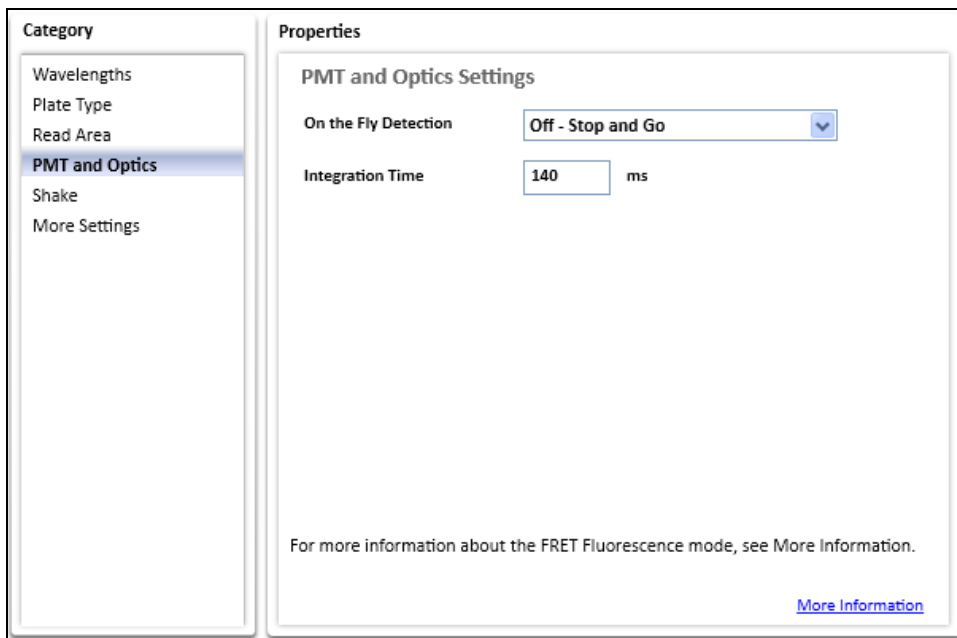 Category
Wavelengths
Plate Type
Read Area
PMT and Optics
Shake
More Settings
Properties
PMT and Optics Settings
On the Fly Detection Off - Stop and Go
Integration Time 140 ms
For more information about the FRET Fluorescence mode, see More Information.
More Information